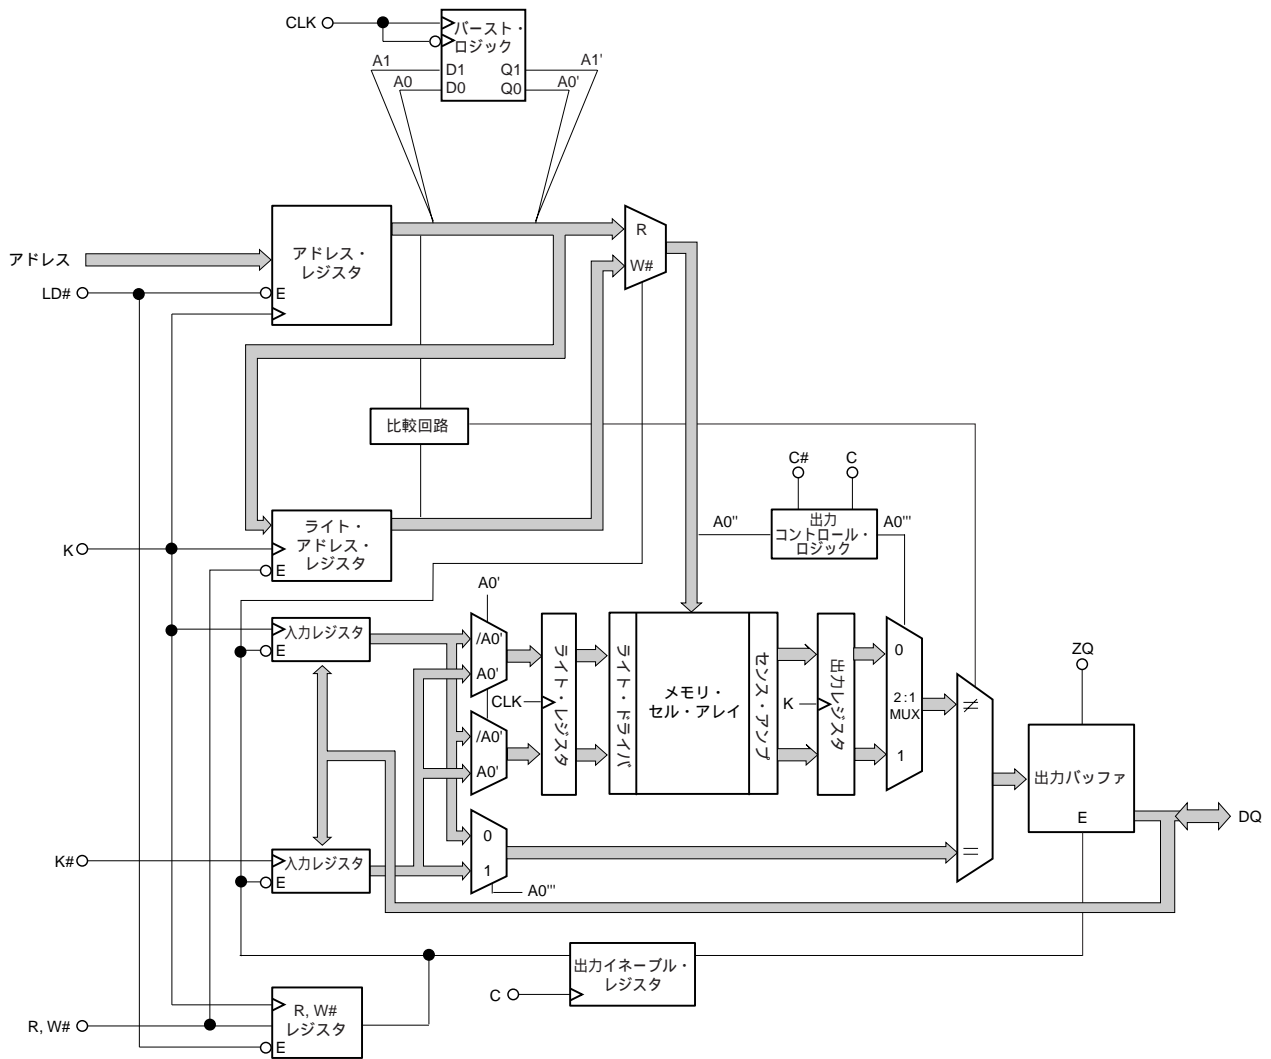 CLK
バースト・
ロジック
A1
D1
Q1
A1'
A0
D0
Q0
A0'
アドレス・
レジスタ
アドレス
LD#
E
R
W#
比較回路
C#
C
A0''
出力
コントロール・
ロジック
A0'''
ライト・
アドレス・
レジスタ
K
E
A0'
入力レジスタ
E
/A0'
A0'
CLK
/A0'
A0'
ライト・レジスタ
ライト・ドライバ
メモリ・
セル・アレイ
センス・アンプ
K
出力レジスタ
0
2:1
MUX
1
≠
=
ZQ
出力バッファ
E
DQ
K#
入力レジスタ
E
0
1
A0'''
出力イネーブル・
レジスタ
C
R, W#
R, W#
レジスタ
E